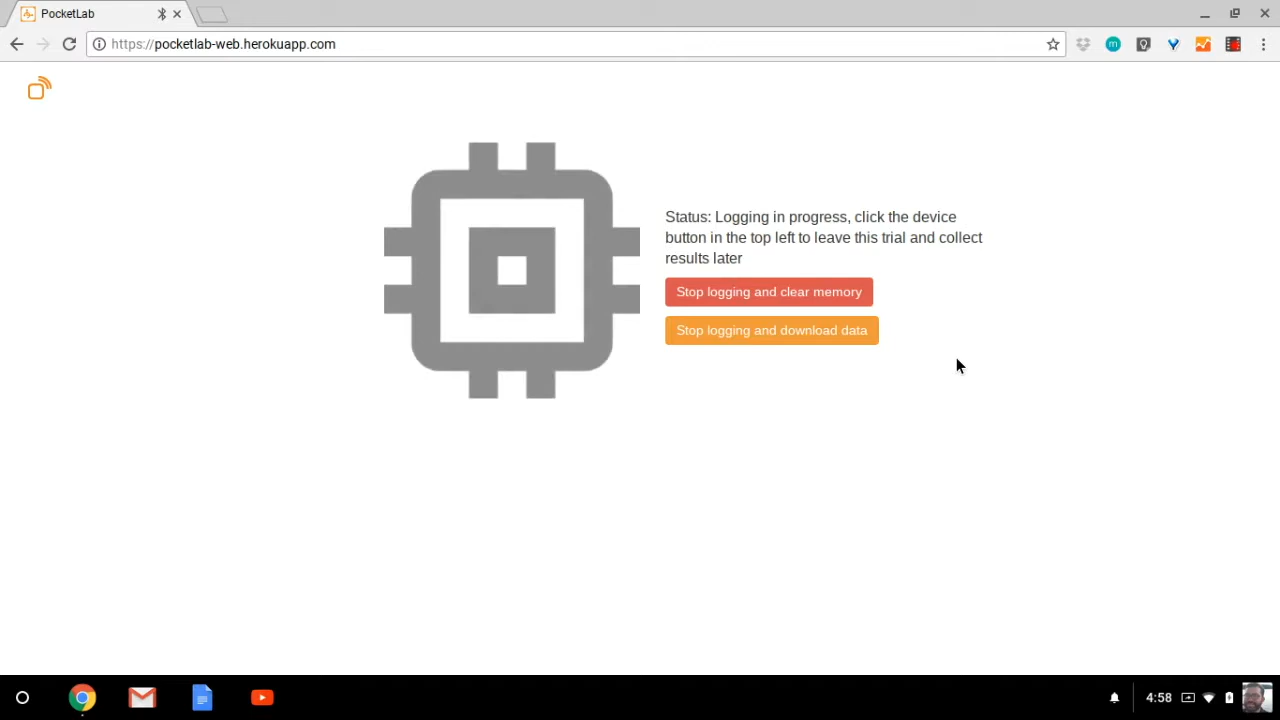 PocketLab
https://pocketlab-web.herokuapp.com
m
Status: Logging in progress, click the device
button in the top left to leave this trial and collect
results later
Stop logging and clear memory
Stop logging and download data
4:58